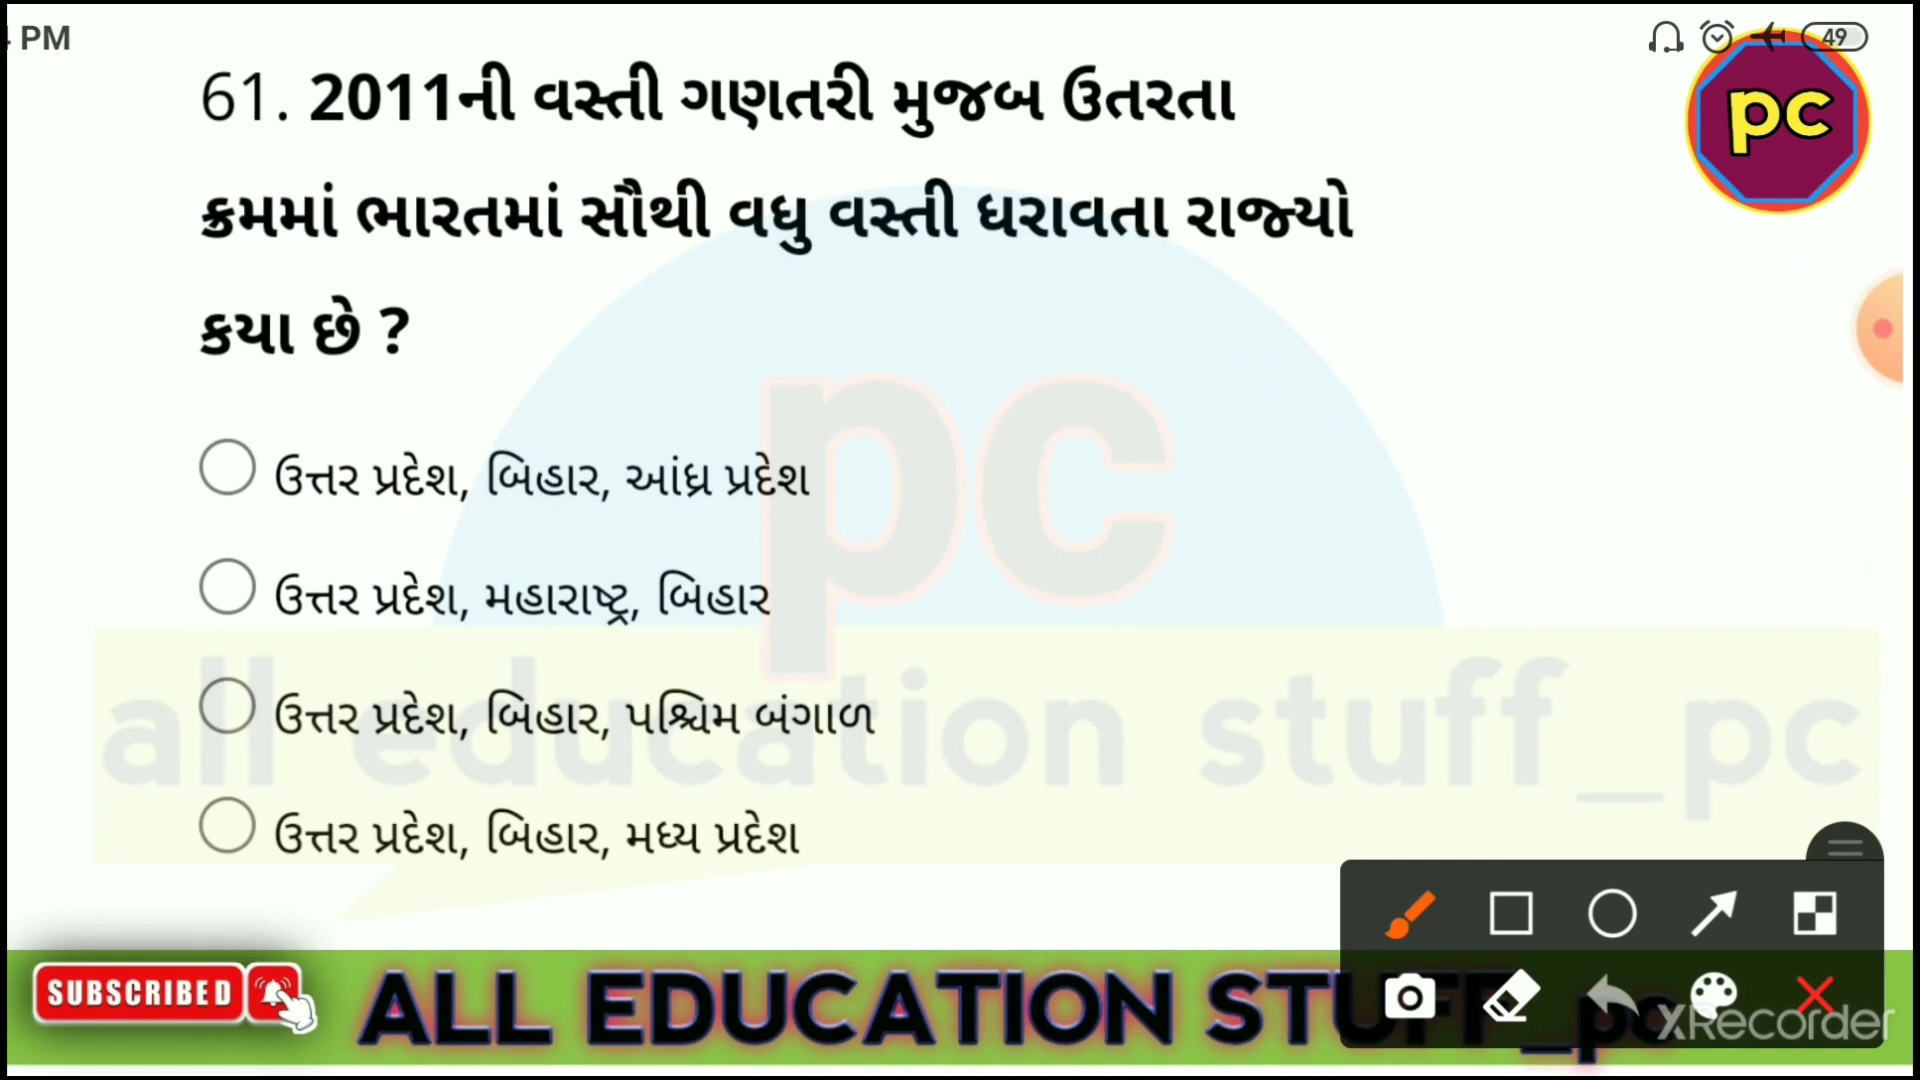 PM
49
pc
61. 2011ની વસ્તી ગણતરી મુજબ ઉતરતા
ક્રમમાં ભારતમાં સૌથી વધુ વસ્તી ધરાવતા રાજ્યો
કયા છે ?
pc
ઉત્તર પ્રદેશ, બિહાર, આંધ્ર પ્રદેશ
ઉત્તર પ્રદેશ, મહારાષ્ટ્ર, બિહાર
ઉત્તર પ્રદેશ, બિહાર, પશ્ચિમ બંગાળ
all education stuff_pc
ઉત્તર પ્રદેશ, બિહાર, મધ્ય પ્રદેશ
SUBSCRIBED
ALL EDUCATION STUFF_pc
XRecorder